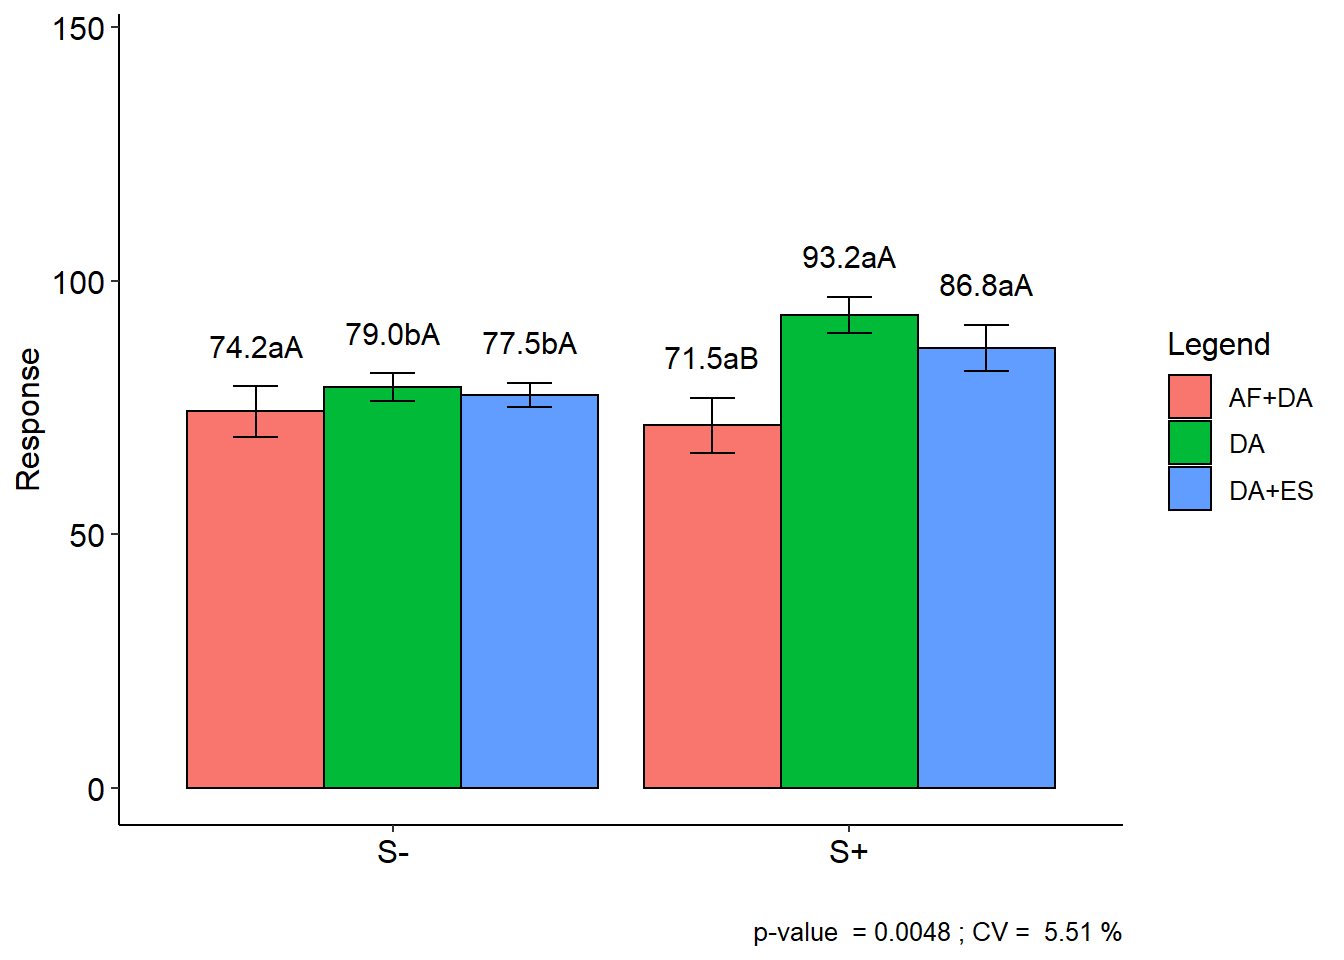 150
100
50
0
Response
74.2aA
79.0bA
77.5bA
71.5aB
93.2aA
86.8aA
S-
S+
Legend
AF+DA
DA
DA+ES
p-value  = 0.0048 ; CV =  5.51 %